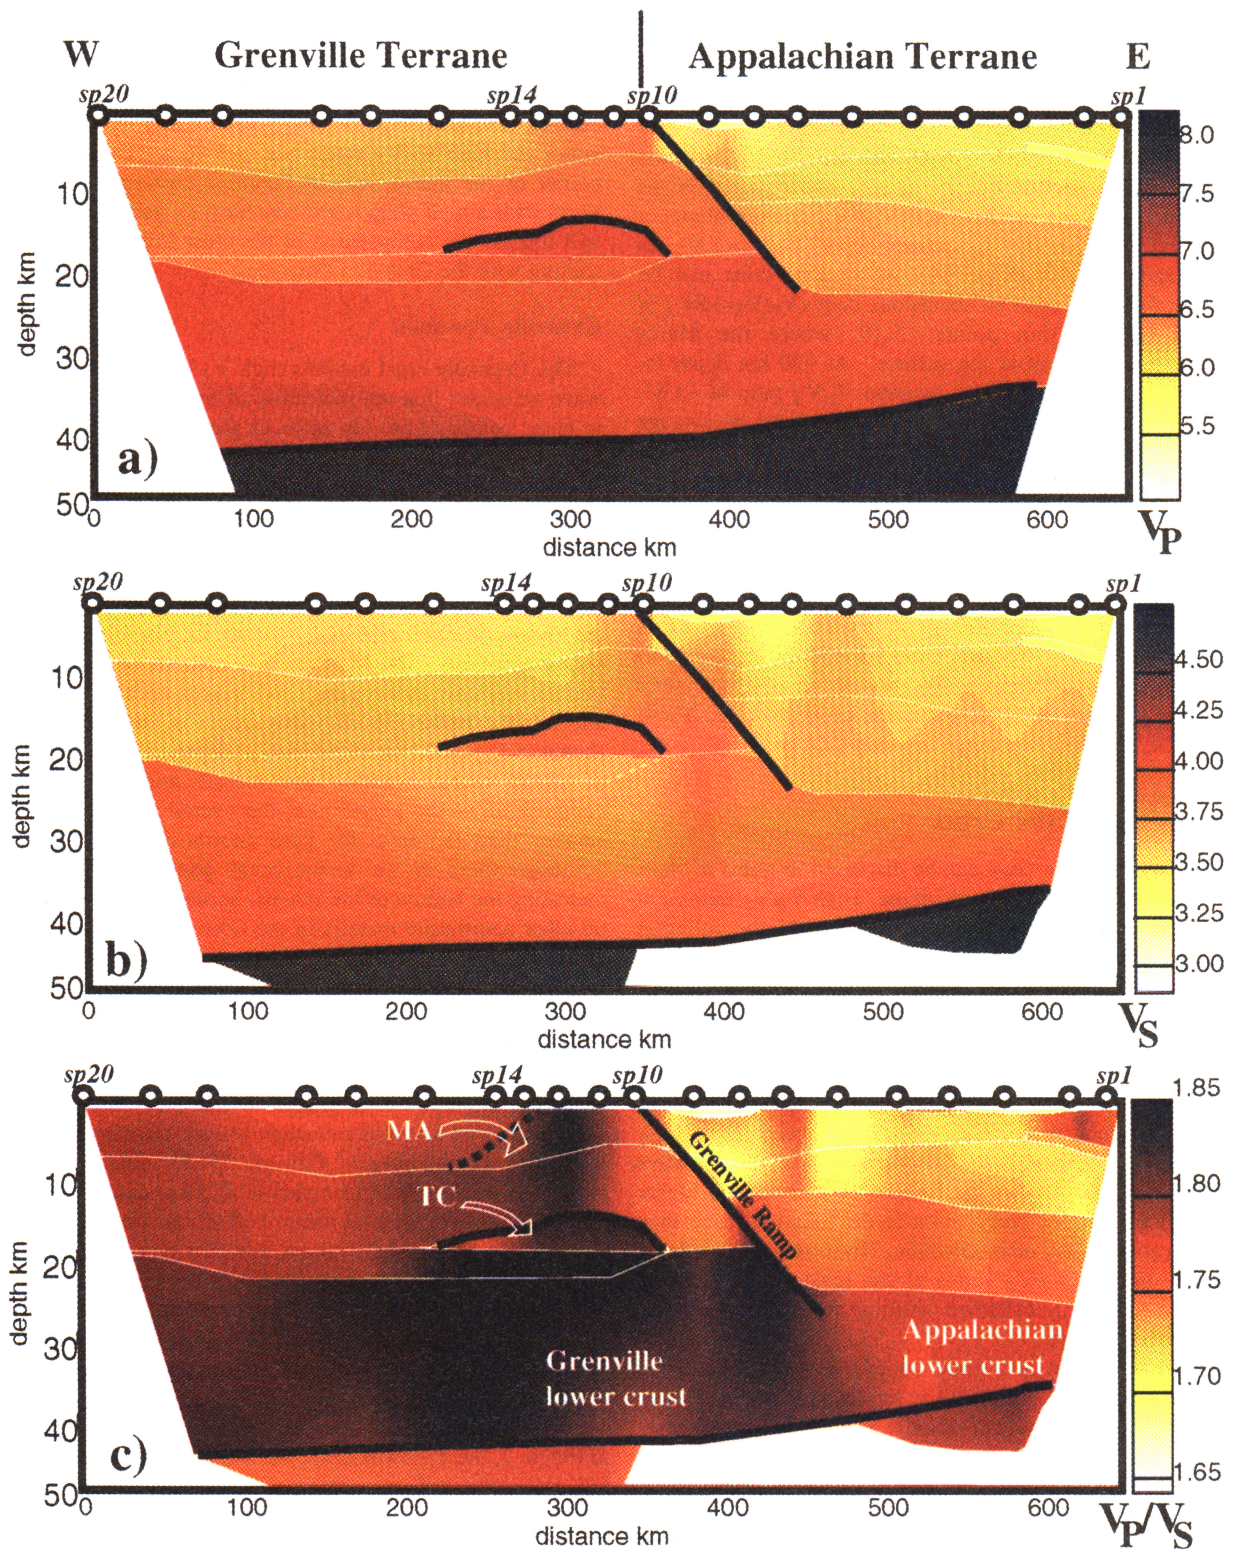 W Grenville Terrane Appalachian Terrane E
sp20 sp14 sp10 sp1
8.0
7.5
7.0
6.5
6.0
5.5
10
20
30
40
50
depth km
a)
0 100 200 300 400 500 600
distance km
VP
sp20 sp14 sp10 sp1
4.50
4.25
4.00
3.75
3.50
3.25
3.00
10
20
30
40
50
depth km
b)
0 100 200 300 400 500 600
distance km
VS
sp20 sp14 sp10 sp1
1.85
1.80
1.75
1.70
1.65
10
20
30
40
50
depth km
MA
TC
Grenville Ramp
Grenville
lower crust
Appalachian
lower crust
c)
0 100 200 300 400 500 600
distance km
VP/VS